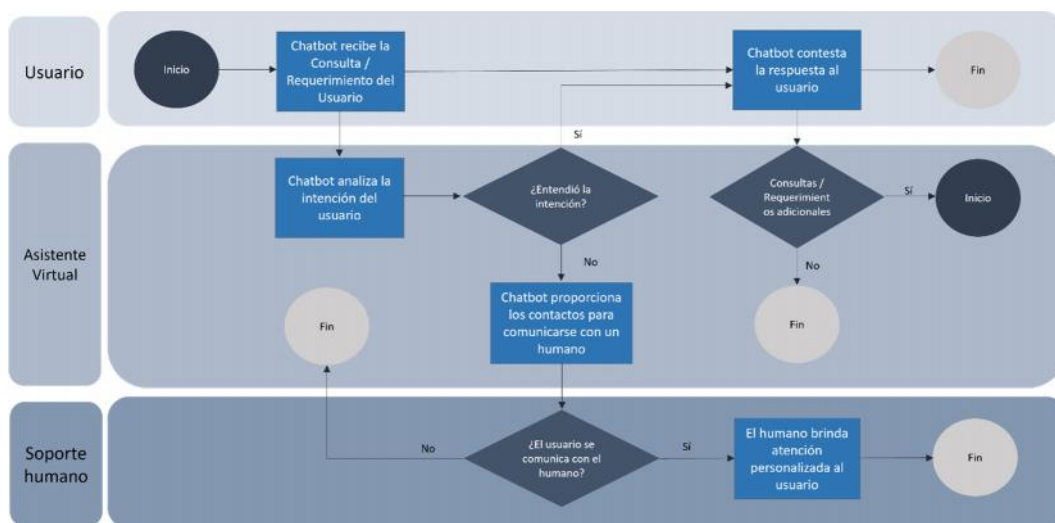 Usuario
Inicio
Chatbot recibe la
Consulta /
Requerimiento del
Usuario
Chatbot contesta
la respuesta al
usuario
Fin
Sí
Asistente
Virtual
Chatbot analiza la
intención del
usuario
¿Entendió la
intención?
Consultas /
Requerimient
os adicionales
Sí
Inicio
No
No
Chatbot proporciona
los contactos para
comunicarse con un
humano
Fin
Fin
Soporte
humano
No
¿El usuario se
comunica con el
humano?
Sí
El humano brinda
atención
personalizada al
usuario
Fin